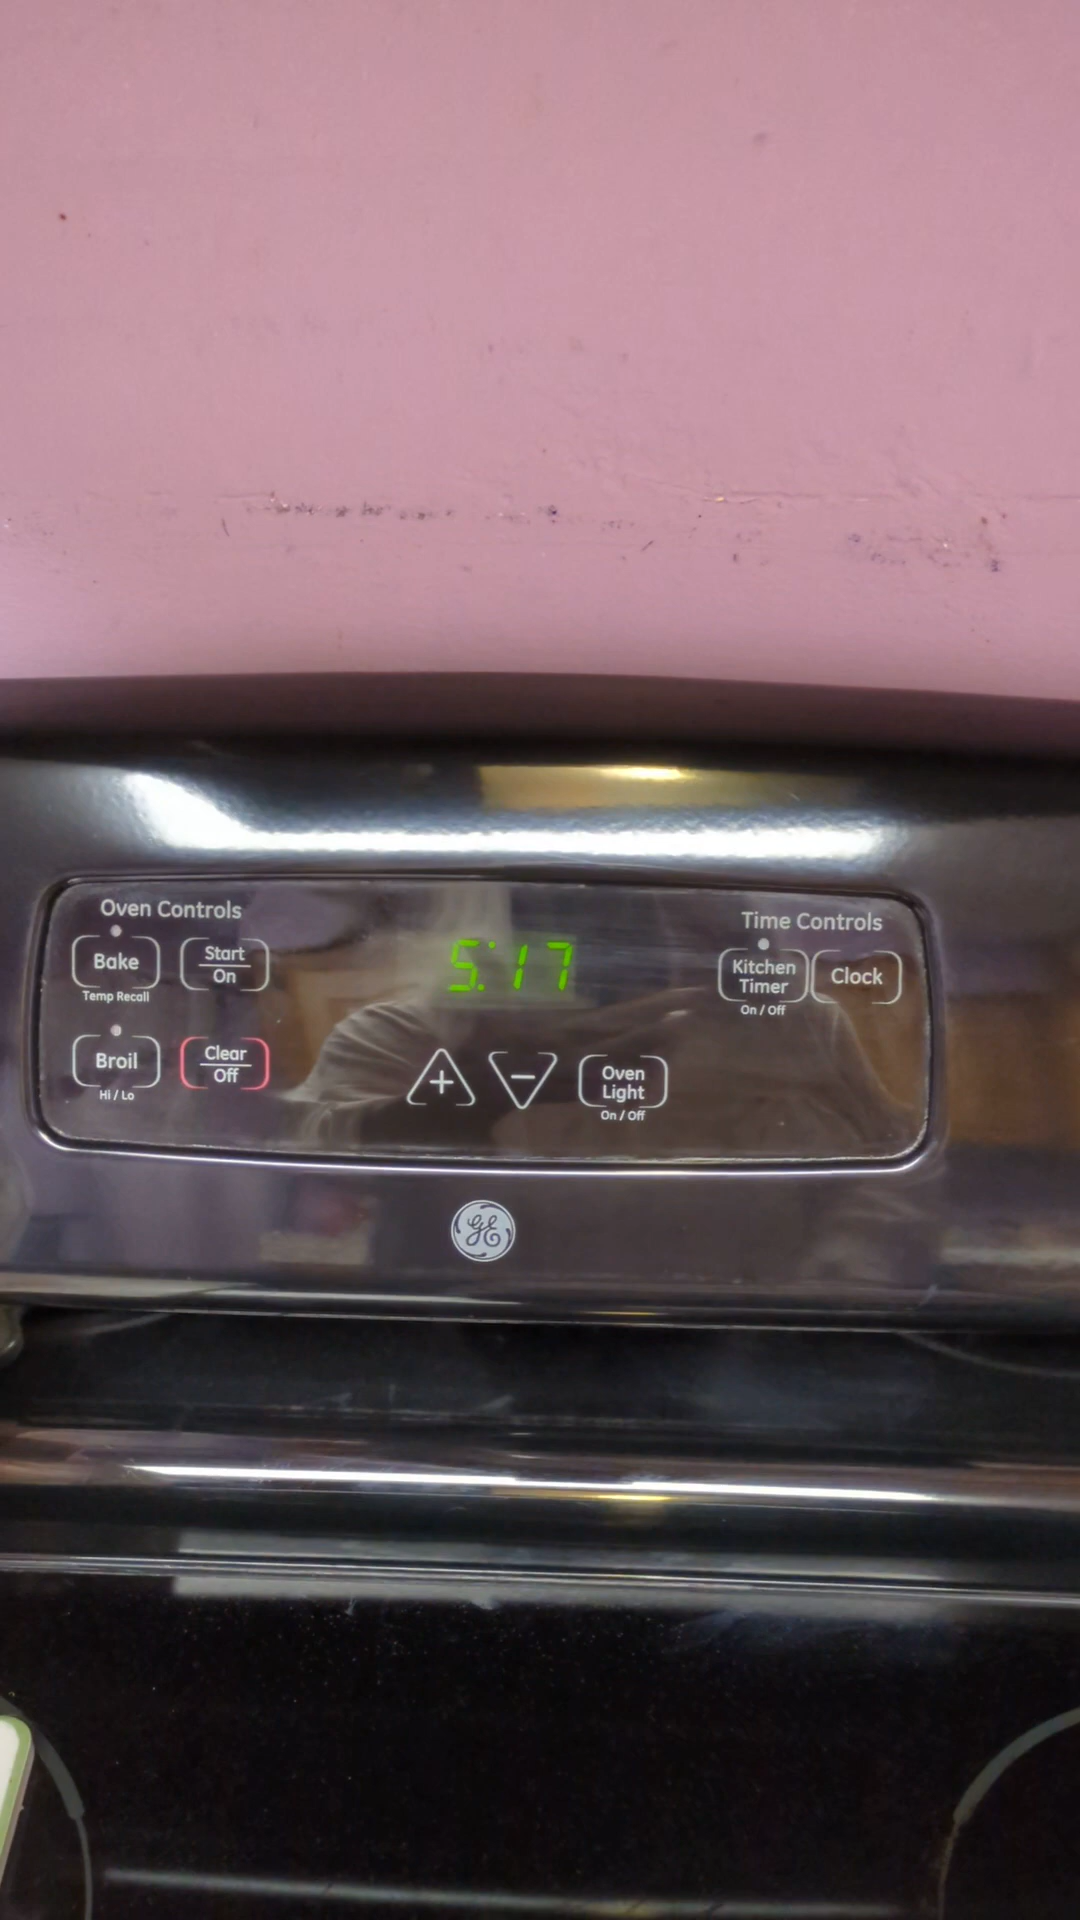 Oven Controls
Bake
Temp Recall
Start
On
Broil
Hi / Lo
Clear
Off
5:17
+
−
Oven
Light
On / Off
Time Controls
Kitchen
Timer
On / Off
Clock
GE